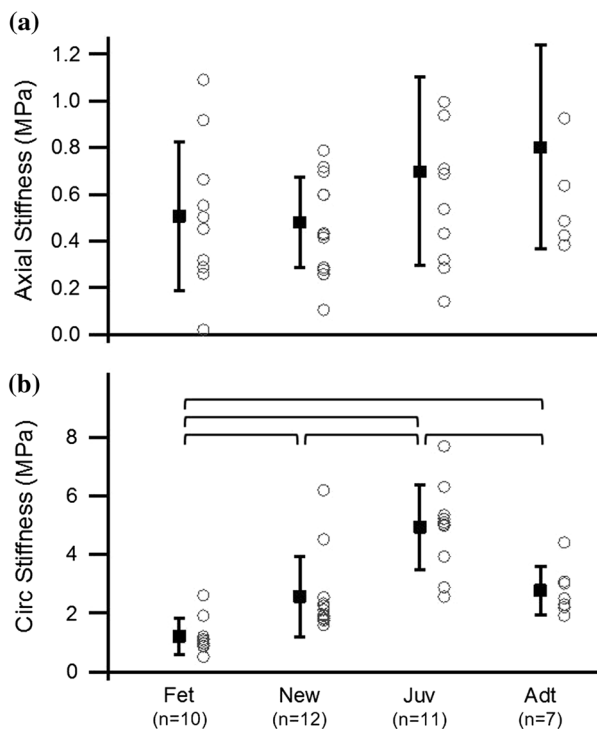 (a)
Axial Stiffness (MPa)
1.2
1.0
0.8
0.6
0.4
0.2
0.0
(b)
Circ Stiffness (MPa)
8
6
4
2
0
Fet New Juv Adt
(n=10) (n=12) (n=11) (n=7)